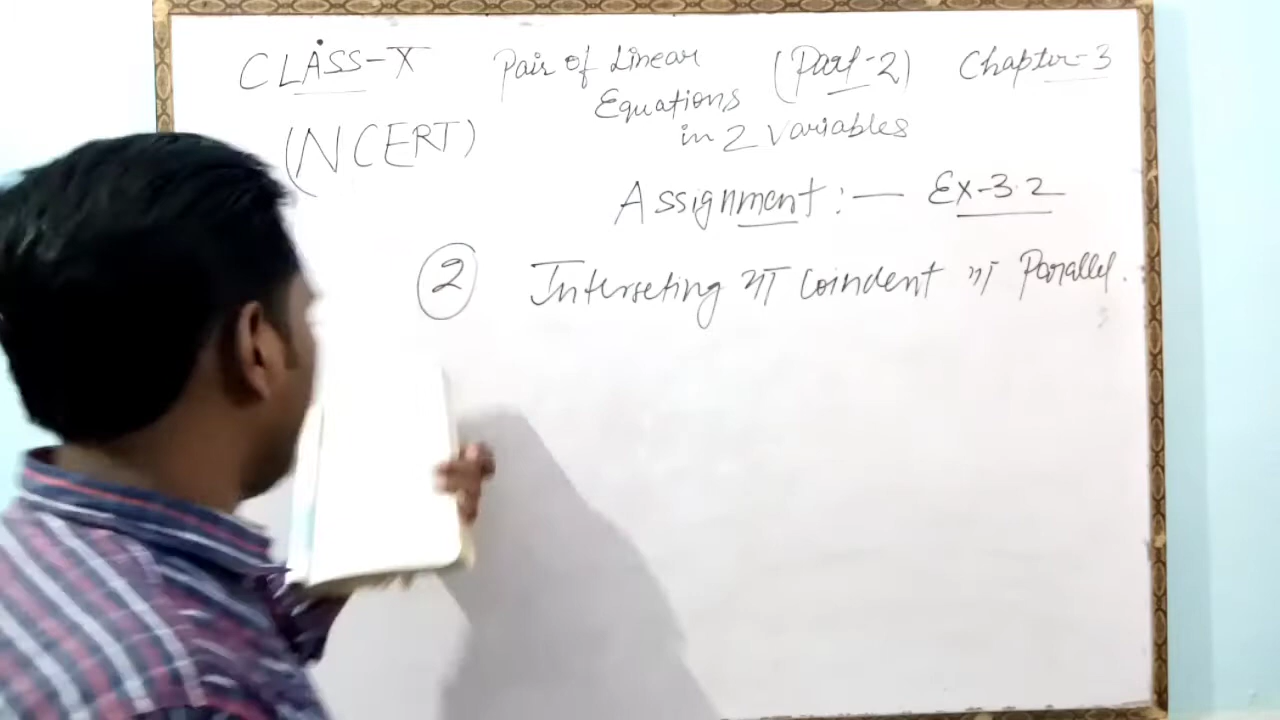 CLASS-X Pair of Linear (Part-2) Chapter-3
Equations
in 2 Variables
(NCERT)
Assignment :— Ex-3.2
② Interseting या Coindent या Parallel.